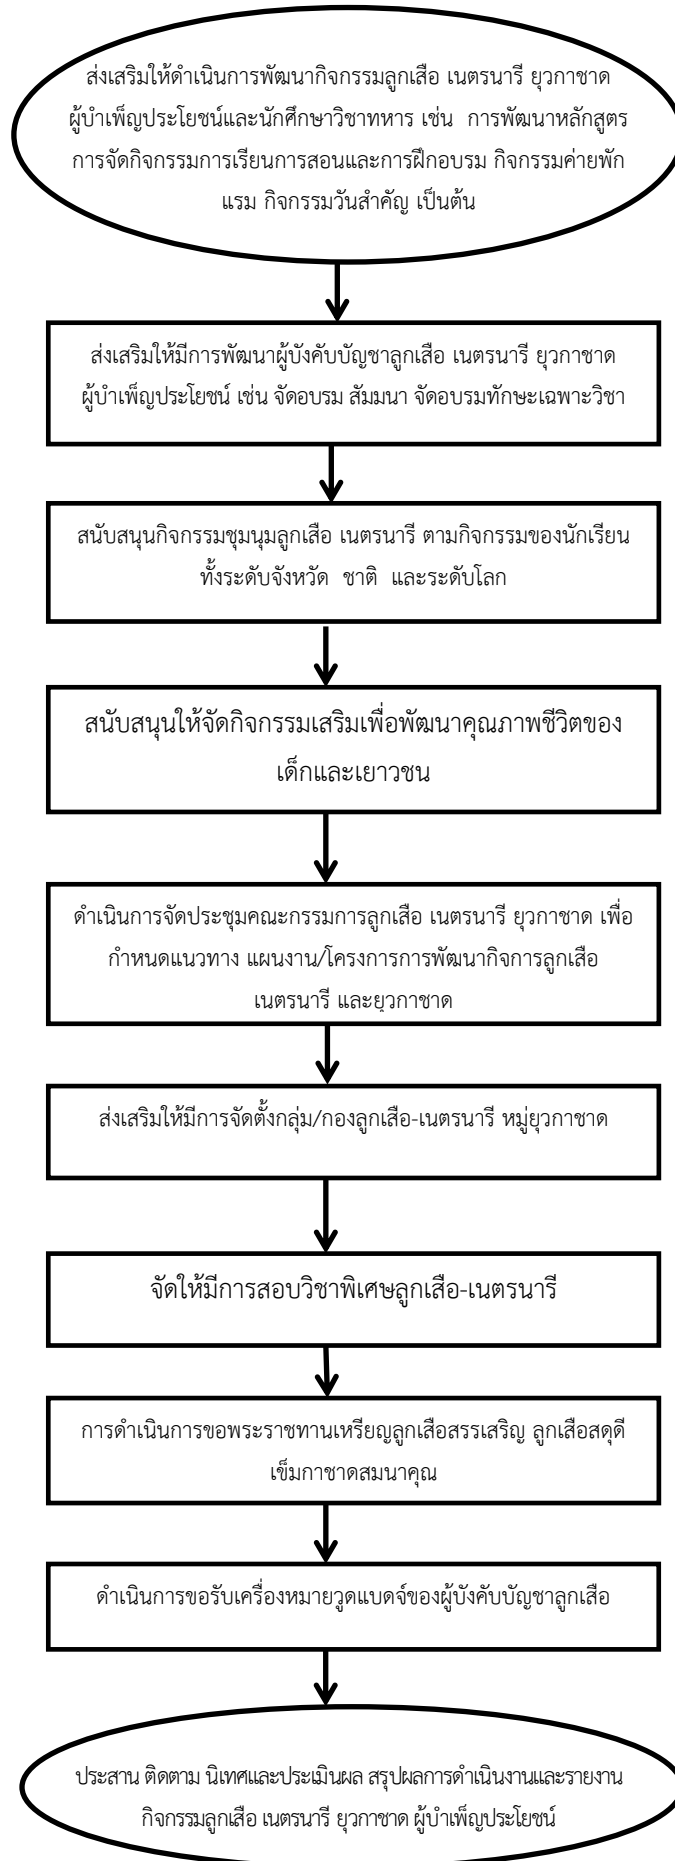 ส่งเสริมให้ดำเนินการพัฒนากิจกรรมลูกเสือ เนตรนารี ยุวกาชาด
ผู้บำเพ็ญประโยชน์และนักศึกษาวิชาทหาร เช่น การพัฒนาหลักสูตร
การจัดกิจกรรมการเรียนการสอนและการฝึกอบรม กิจกรรมค่ายพัก
แรม กิจกรรมวันสำคัญ เป็นต้น
ส่งเสริมให้มีการพัฒนาผู้บังคับบัญชาลูกเสือ เนตรนารี ยุวกาชาด
ผู้บำเพ็ญประโยชน์ เช่น จัดอบรม สัมมนา จัดอบรมทักษะเฉพาะวิชา
สนับสนุนกิจกรรมชุมนุมลูกเสือ เนตรนารี ตามกิจกรรมของนักเรียน
ทั้งระดับจังหวัด ชาติ และระดับโลก
สนับสนุนให้จัดกิจกรรมเสริมเพื่อพัฒนาคุณภาพชีวิตของ
เด็กและเยาวชน
ดำเนินการจัดประชุมคณะกรรมการลูกเสือ เนตรนารี ยุวกาชาด เพื่อ
กำหนดแนวทาง แผนงาน/โครงการการพัฒนากิจการลูกเสือ
เนตรนารี และยุวกาชาด
ส่งเสริมให้มีการจัดตั้งกลุ่ม/กองลูกเสือ-เนตรนารี หมู่ยุวกาชาด
จัดให้มีการสอบวิชาพิเศษลูกเสือ-เนตรนารี
การดำเนินการขอพระราชทานเหรียญลูกเสือสรรเสริญ ลูกเสือสดุดี
เข็มกาชาดสมนาคุณ
ดำเนินการขอรับเครื่องหมายวูดแบดจ์ของผู้บังคับบัญชาลูกเสือ
ประสาน ติดตาม นิเทศและประเมินผล สรุปผลการดำเนินงานและรายงาน
กิจกรรมลูกเสือ เนตรนารี ยุวกาชาด ผู้บำเพ็ญประโยชน์